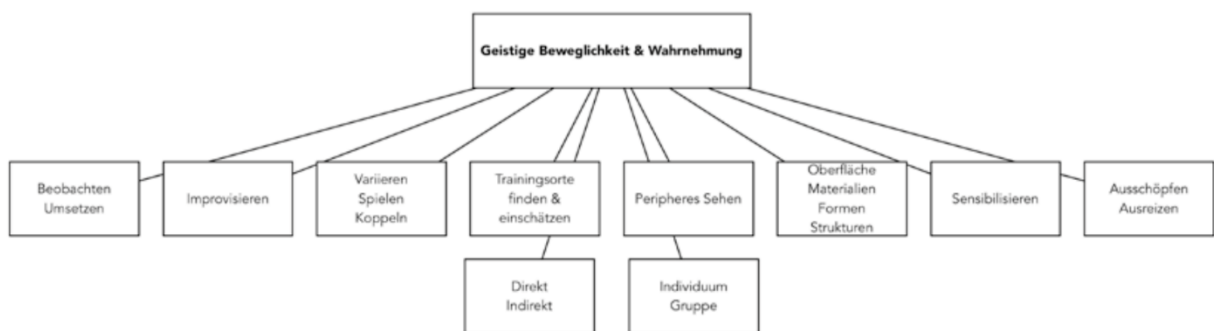 Geistige Beweglichkeit & Wahrnehmung
Beobachten
Umsetzen
Improvisieren
Variieren
Spielen
Koppeln
Trainingsorte
finden &
einschätzen
Peripheres Sehen
Oberfläche
Materialien
Formen
Strukturen
Sensibilisieren
Ausschöpfen
Ausreizen
Direkt
Indirekt
Individuum
Gruppe